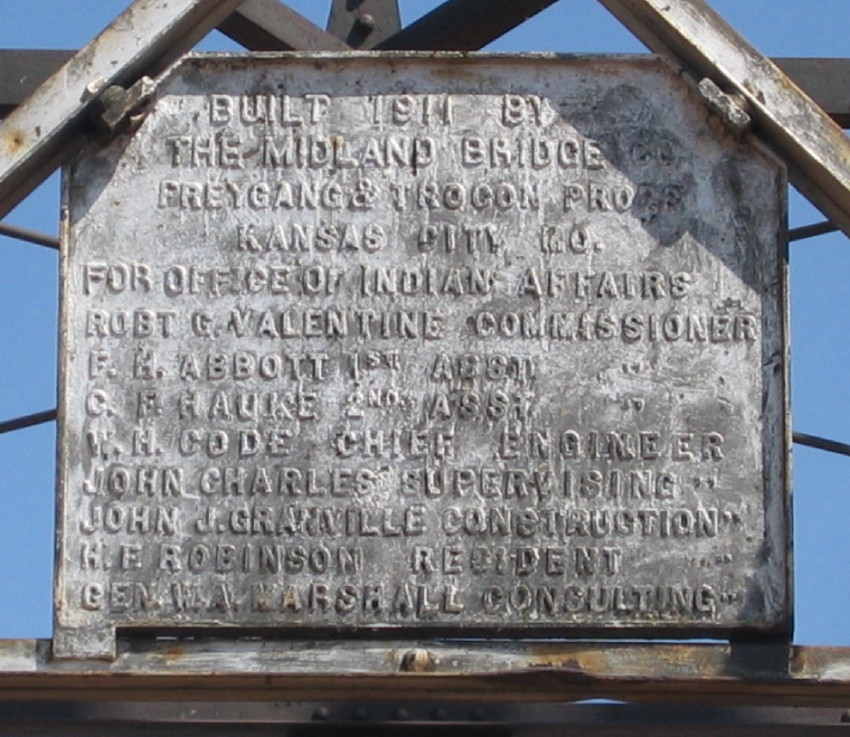 BUILT 1911 BY
THE MIDLAND BRIDGE CO.
FREYGANG & TROCON PROPS
KANSAS CITY, MO.
FOR OFFICE OF INDIAN AFFAIRS
ROBT G. VALENTINE COMMISSIONER
F. H. ABBOTT 1ST ASST. "
C. F. HAUKE 2ND. ASST. "
W. H. CODE CHIEF ENGINEER
JOHN CHARLES SUPERVISING "
JOHN J. GRANVILLE CONSTRUCTION "
H. F. ROBINSON RESIDENT "
GEN. W. A. MARSHALL CONSULTING "